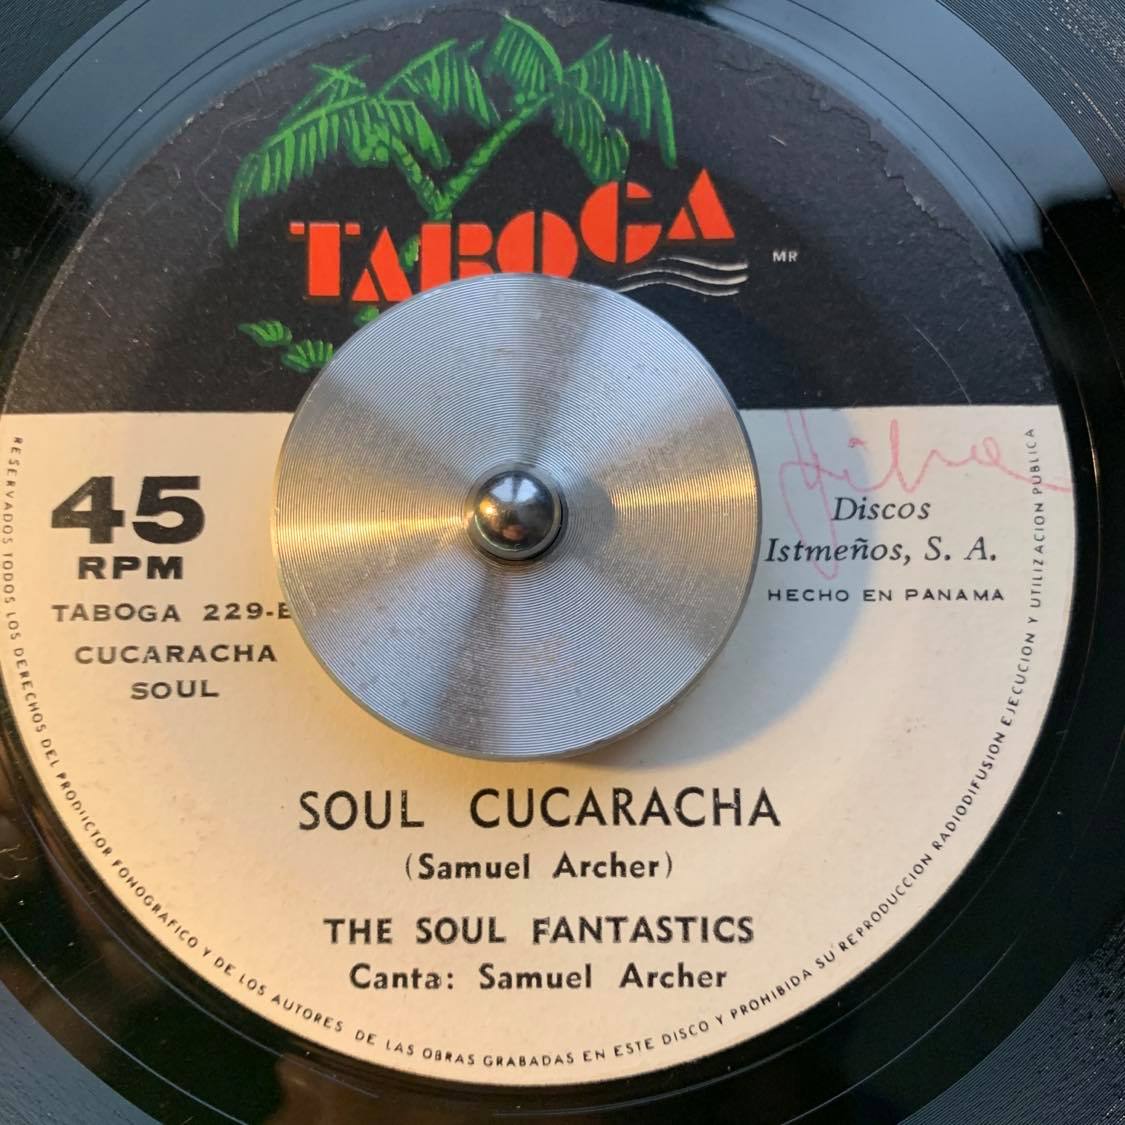 TABOGA
MR
45
RPM
TABOGA 229-B
CUCARACHA
SOUL
Discos
Istmeños, S. A.
HECHO EN PANAMA
SOUL CUCARACHA
(Samuel Archer)
THE SOUL FANTASTICS
Canta: Samuel Archer
RESERVADOS TODOS LOS DERECHOS DEL PRODUCTOR FONOGRAFICO Y DE LOS AUTORES DE LAS OBRAS GRABADAS EN ESTE DISCO Y PROHIBIDA SU REPRODUCCION RADIODIFUSION EJECUCION Y UTILIZACION PUBLICA